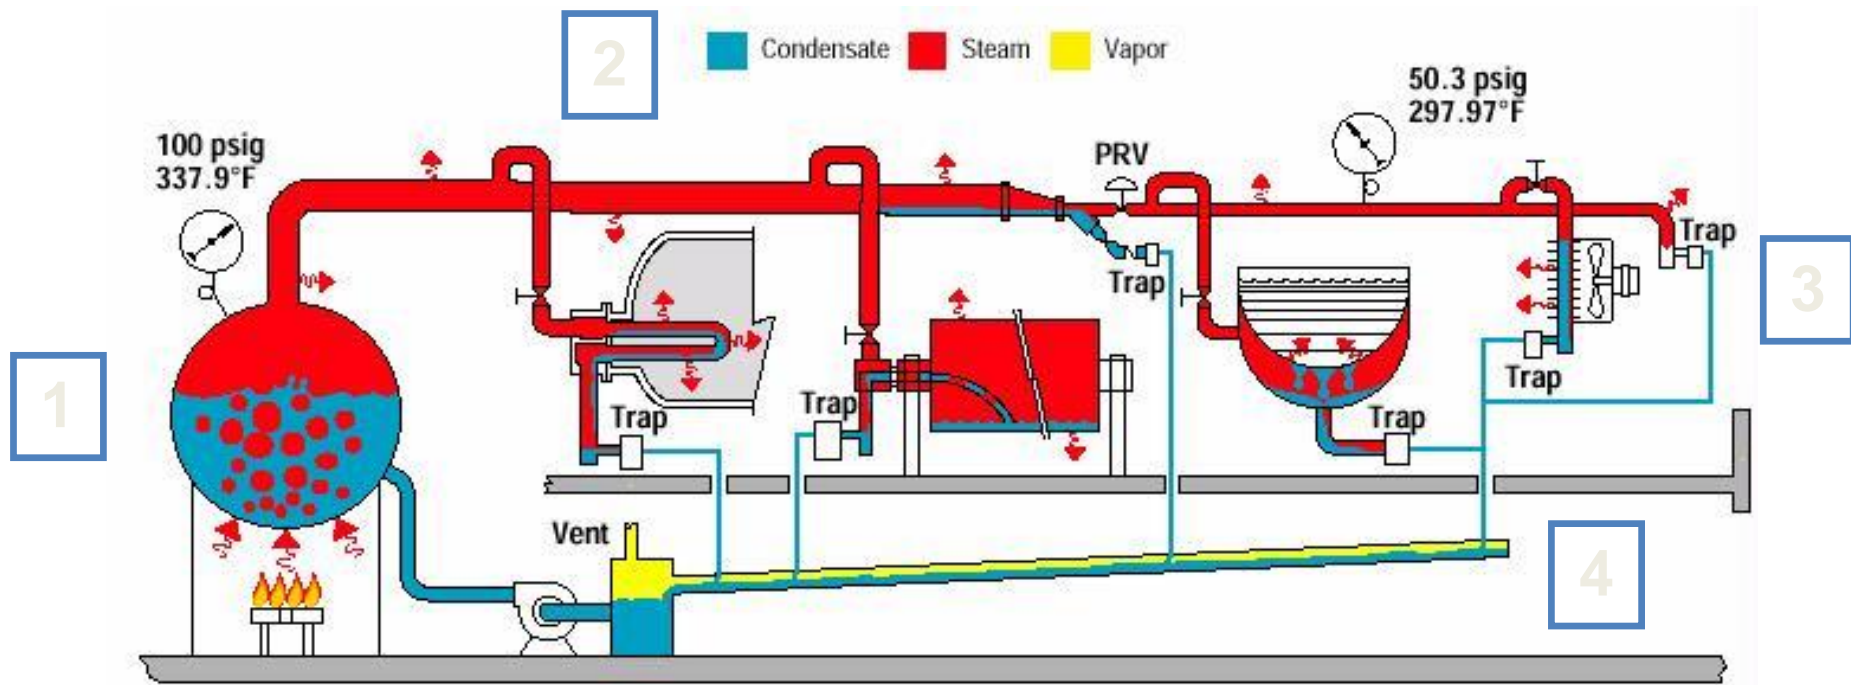 2
Condensate
Steam
Vapor
50.3 psig
297.97°F
100 psig
337.9°F
PRV
Trap
Trap
3
1
Trap
Trap
Trap
Trap
Vent
4